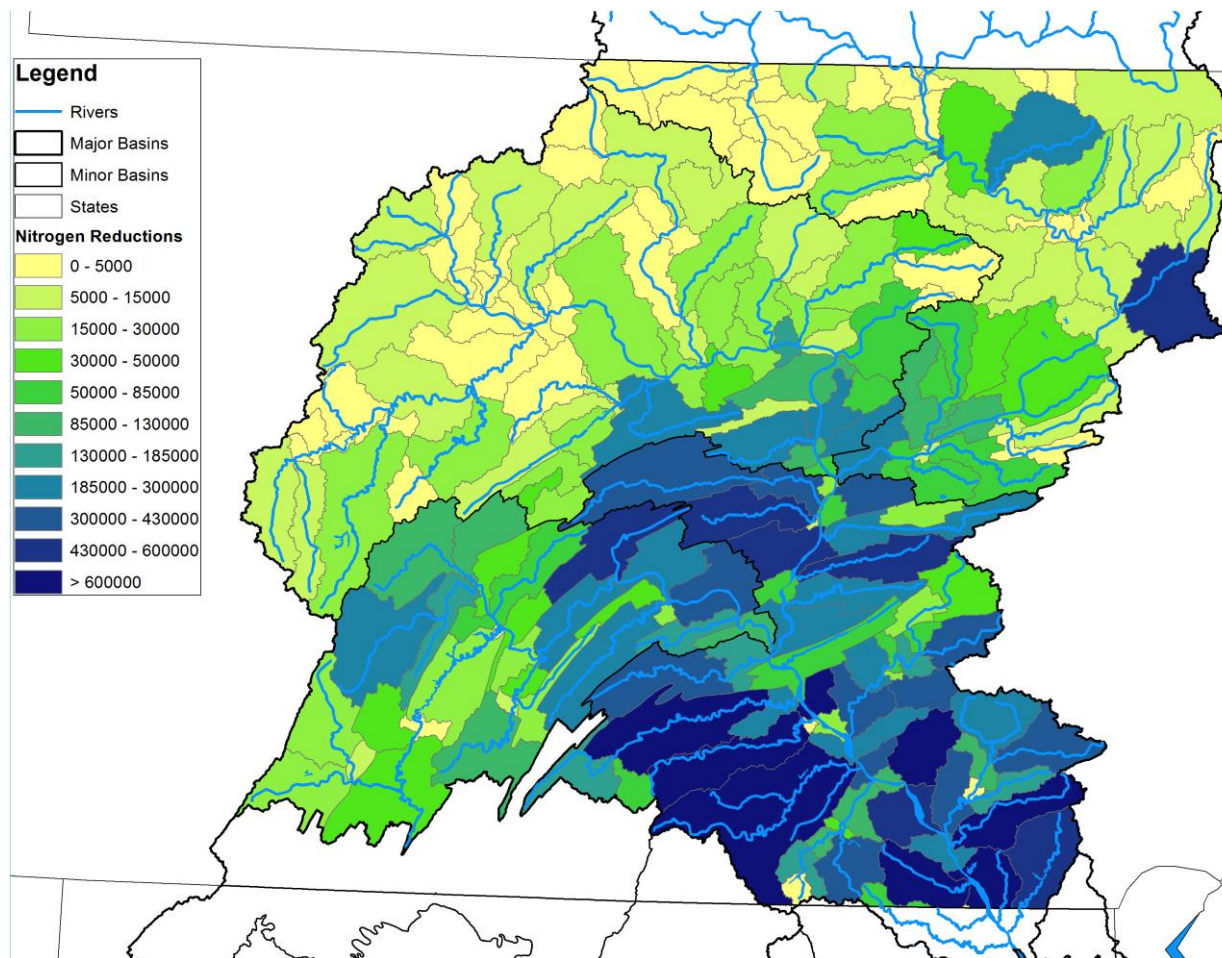 Legend
Rivers
Major Basins
Minor Basins
States
Nitrogen Reductions
0 - 5000
5000 - 15000
15000 - 30000
30000 - 50000
50000 - 85000
85000 - 130000
130000 - 185000
185000 - 300000
300000 - 430000
430000 - 600000
> 600000